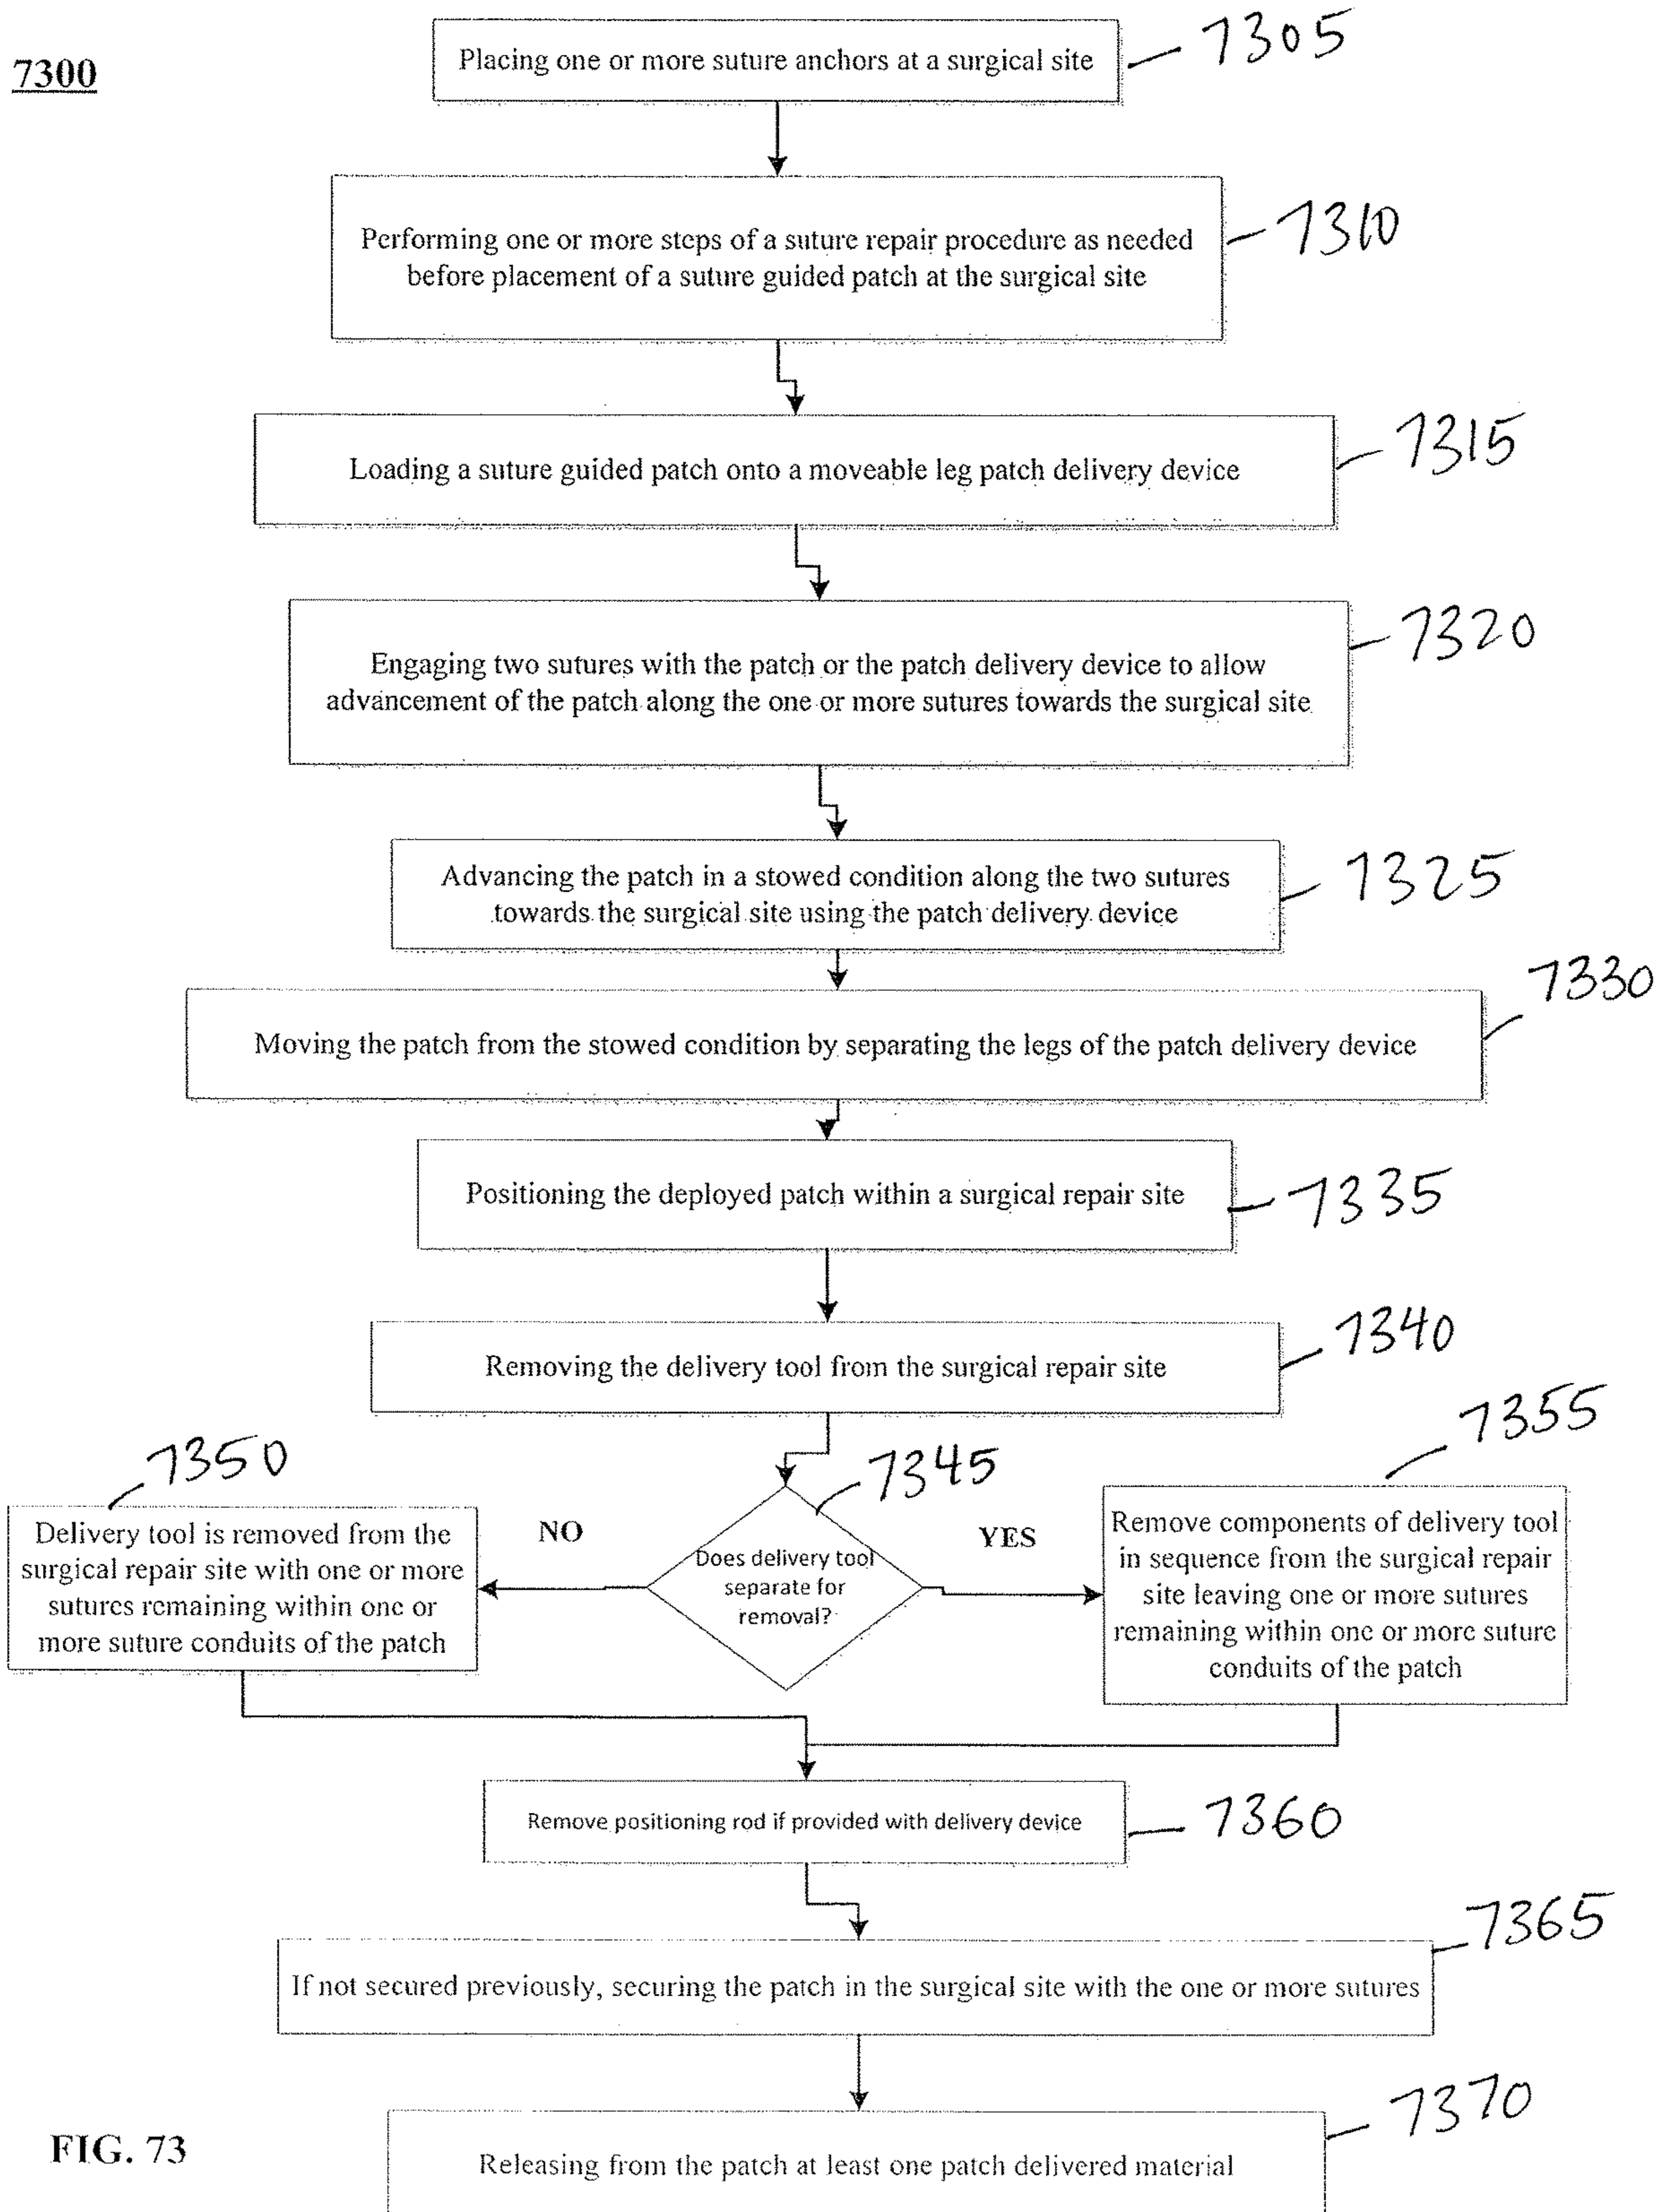 7300
Placing one or more suture anchors at a surgical site
7305
Performing one or more steps of a suture repair procedure as needed
before placement of a suture guided patch at the surgical site
7310
Loading a suture guided patch onto a moveable leg patch delivery device
7315
Engaging two sutures with the patch or the patch delivery device to allow
advancement of the patch along the one or more sutures towards the surgical site
7320
Advancing the patch in a stowed condition along the two sutures
towards the surgical site using the patch delivery device
7325
Moving the patch from the stowed condition by separating the legs of the patch delivery device
7330
Positioning the deployed patch within a surgical repair site
7335
Removing the delivery tool from the surgical repair site
7340
7350
Delivery tool is removed from the
surgical repair site with one or more
sutures remaining within one or
more suture conduits of the patch
NO
7345
Does delivery tool
separate for
removal?
YES
7355
Remove components of delivery tool
in sequence from the surgical repair
site leaving one or more sutures
remaining within one or more suture
conduits of the patch
Remove positioning rod if provided with delivery device
7360
If not secured previously, securing the patch in the surgical site with the one or more sutures
7365
Releasing from the patch at least one patch delivered material
7370
FIG. 73